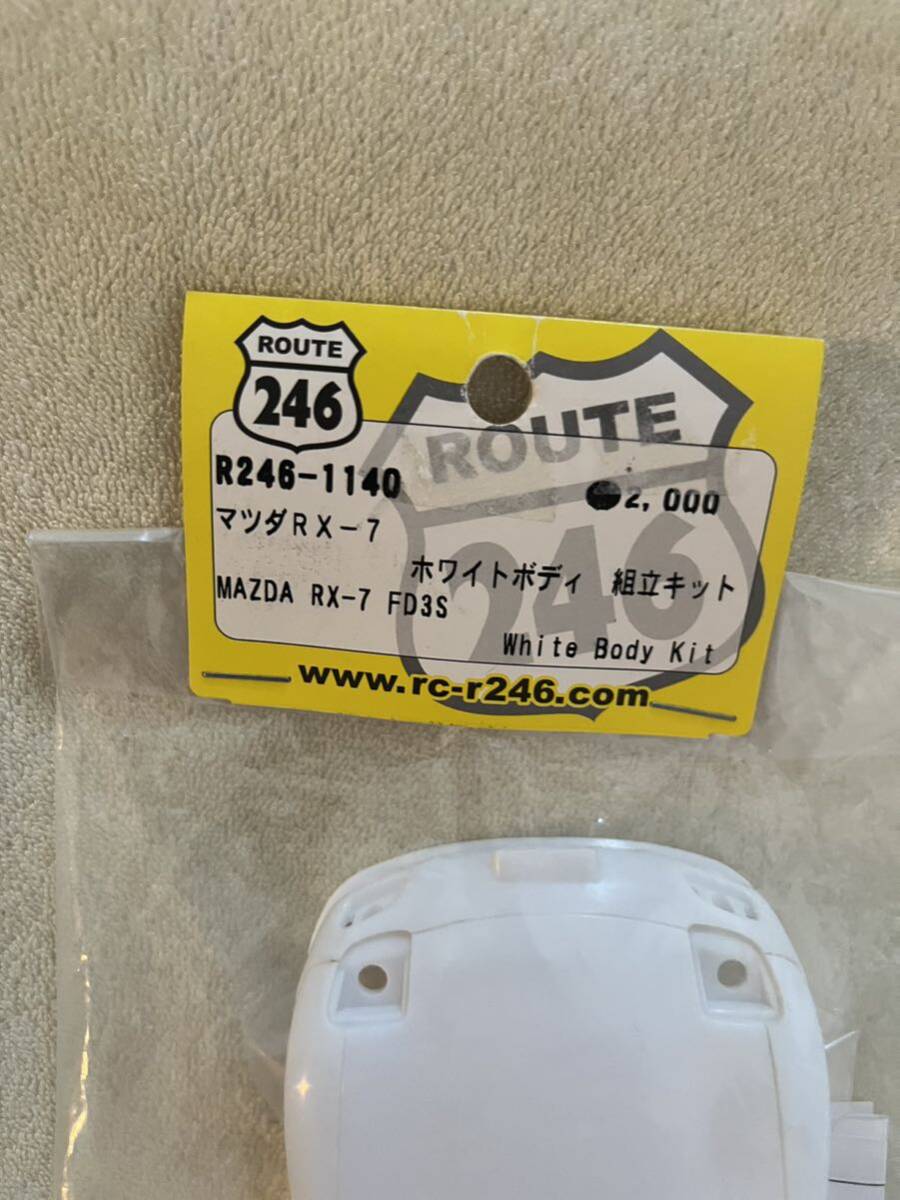 ROUTE
246
ROUTE
246
R246-1140
●2,000
マツダRX-7
ホワイトボディ 組立キット
MAZDA RX-7 FD3S
White Body Kit
www.rc-r246.com